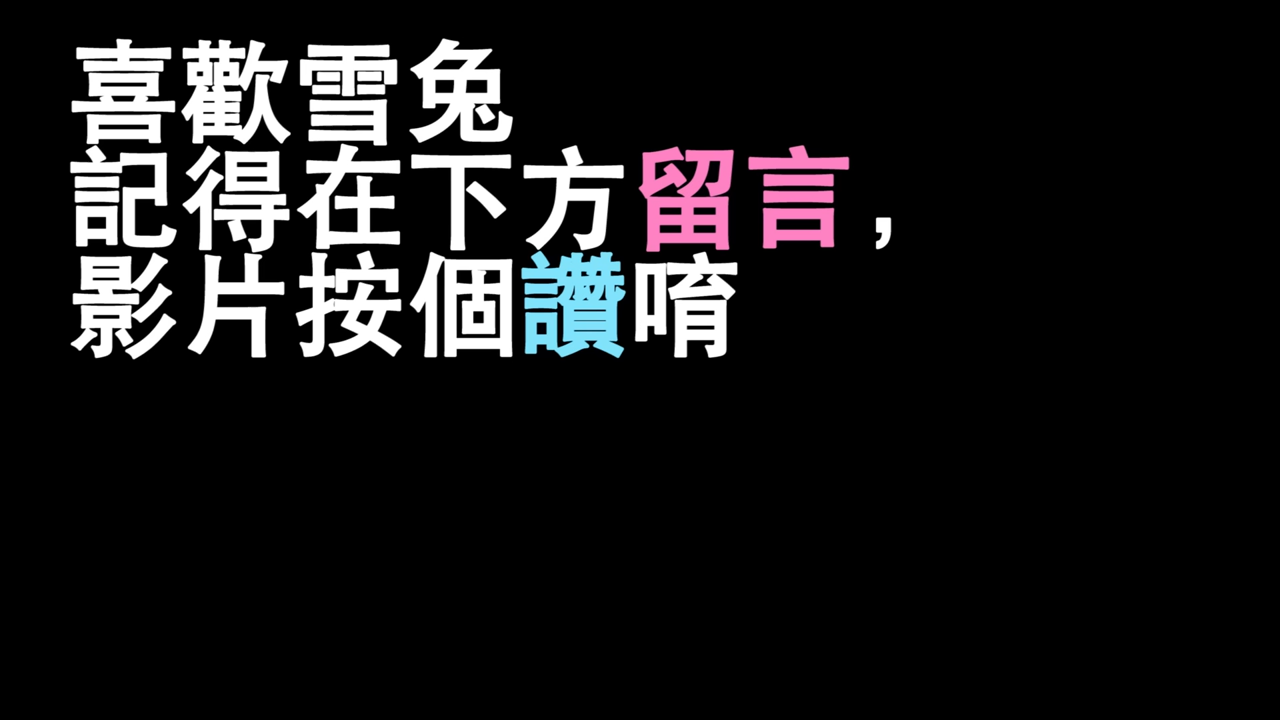 喜歡雪兔
記得在下方留言，
影片按個讚唷